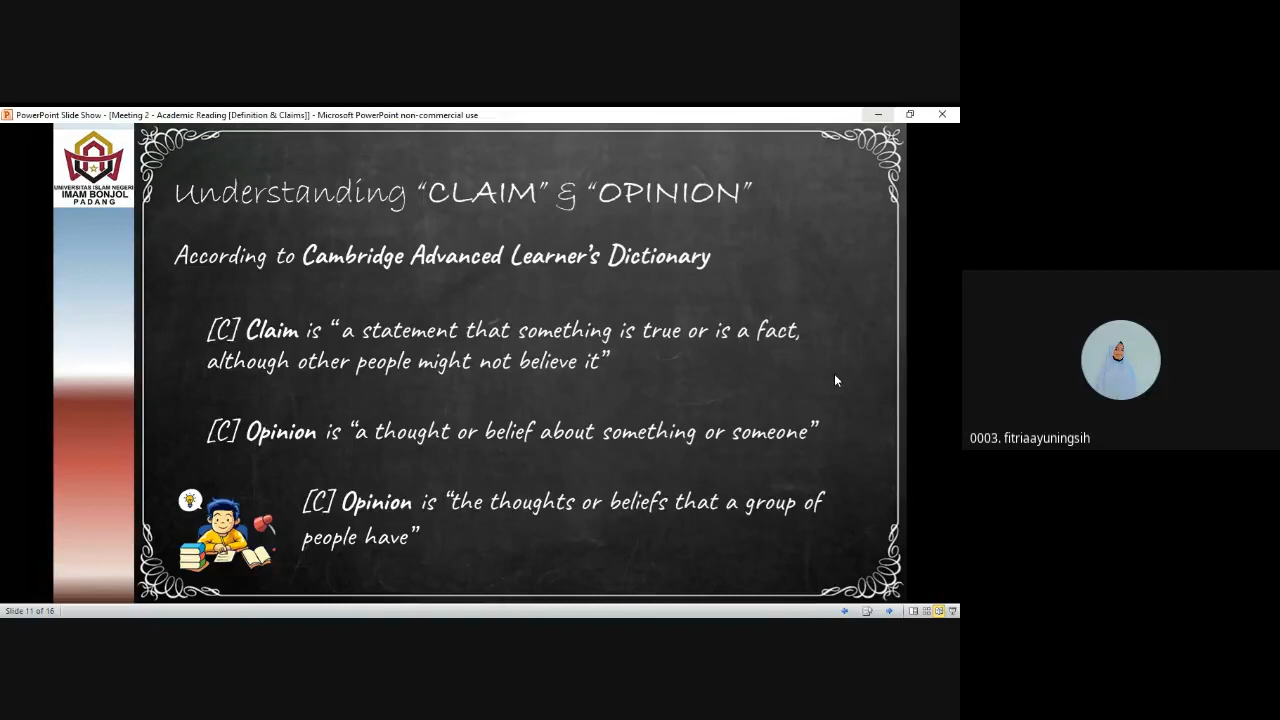 PowerPoint Slide Show - [Meeting 2 - Academic Reading [Definition & Claims]] - Microsoft PowerPoint non-commercial use
UNIVERSITAS ISLAM NEGERI
IMAM BONJOL
PADANG
Understanding “CLAIM” & “OPINION”
According to Cambridge Advanced Learner’s Dictionary
[C] Claim is “ a statement that something is true or is a fact,
although other people might not believe it”
[C] Opinion is “a thought or belief about something or someone”
[C] Opinion is “the thoughts or beliefs that a group of
people have”
Slide 11 of 16
0003. fitriaayuningsih